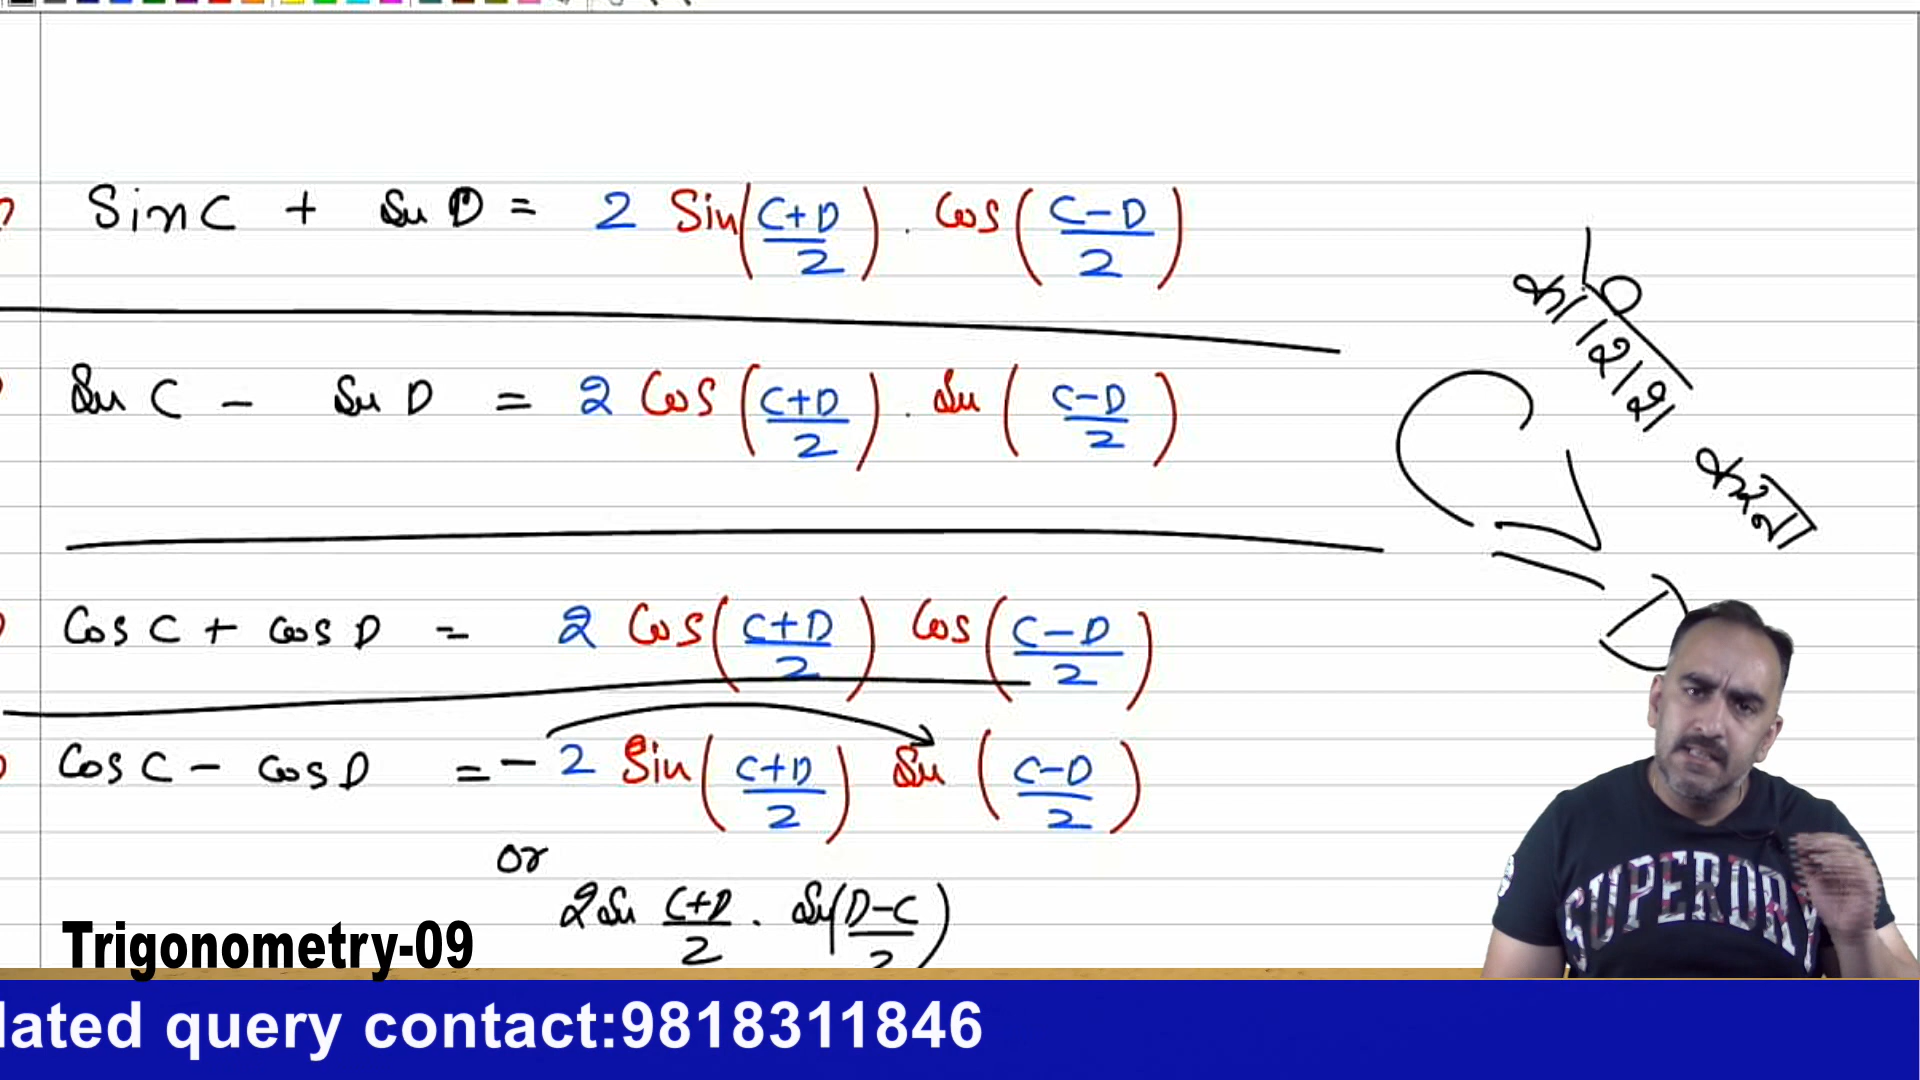 Sin C + Sin D = 2 Sin((C+D)/2) . Cos((C-D)/2)
Sin C - Sin D = 2 Cos((C+D)/2) . Sin((C-D)/2)
Cos C + Cos D = 2 Cos((C+D)/2) Cos((C-D)/2)
Cos C - Cos D = -2 Sin((C+D)/2) Sin((C-D)/2)
or
2 Sin (C+D)/2 . Sin((D-C)/2)
C
D
करना
SUPERDRY
Trigonometry-09
lated query contact:9818311846